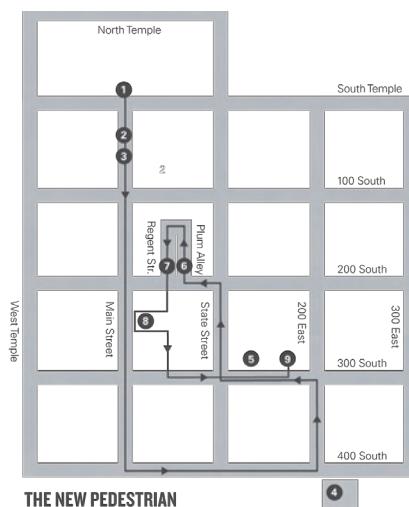 North Temple
1
South Temple
2
3
2
100 South
Regent Str.
Plum Alley
7
6
200 South
West Temple
Main Street
8
State Street
200 East
300 East
5
9
300 South
400 South
4
THE NEW PEDESTRIAN